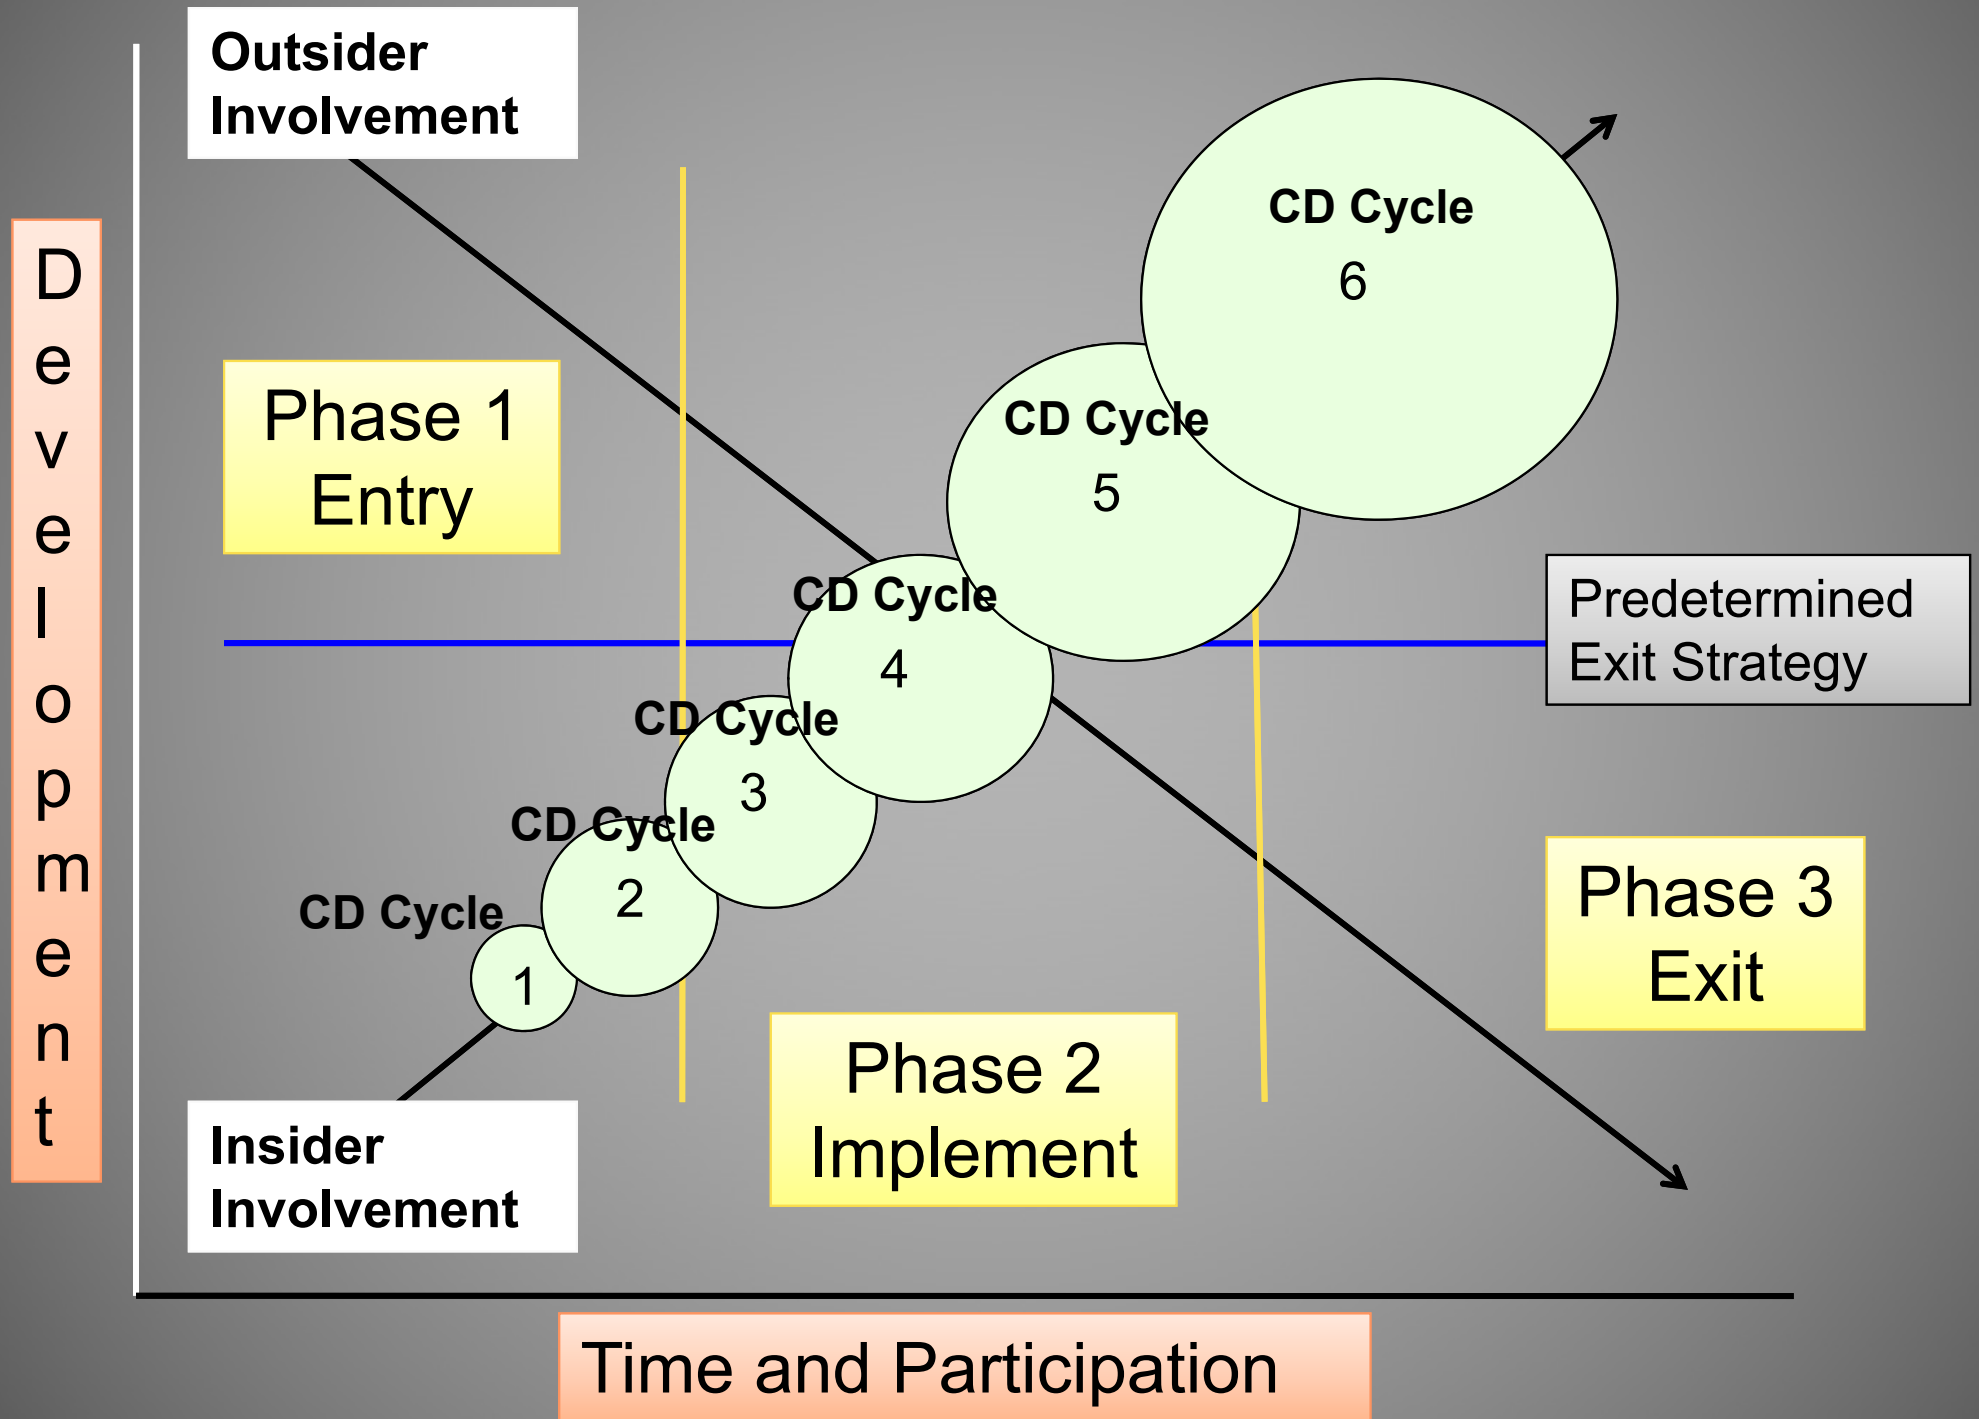 Outsider
Involvement
CD Cycle
6
Development
Phase 1
Entry
CD Cycle
5
CD Cycle
4
Predetermined
Exit Strategy
CD Cycle
3
CD Cycle
2
CD Cycle
1
Phase 3
Exit
Phase 2
Implement
Insider
Involvement
Time and Participation